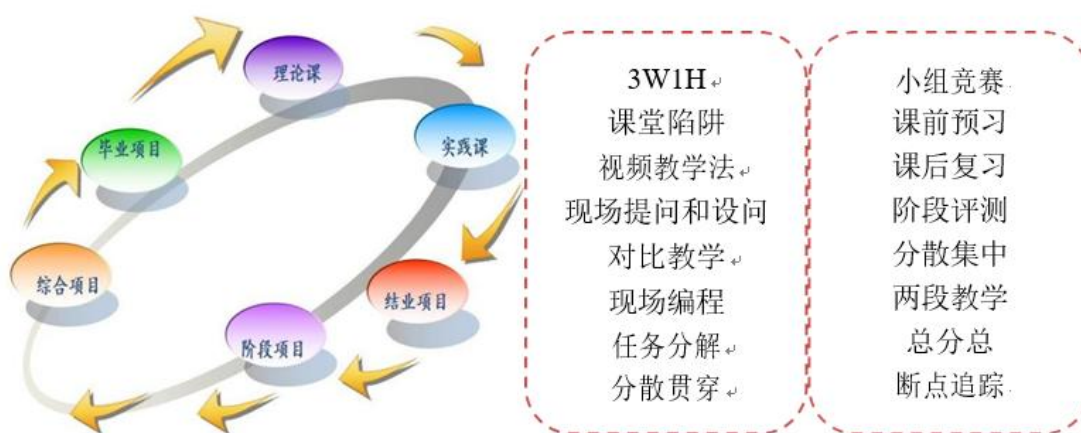 理论课
实践课
毕业项目
综合项目
结业项目
阶段项目
3W1H
课堂陷阱
视频教学法
现场提问和设问
对比教学
现场编程
任务分解
分散贯穿
小组竞赛
课前预习
课后复习
阶段评测
分散集中
两段教学
总分总
断点追踪